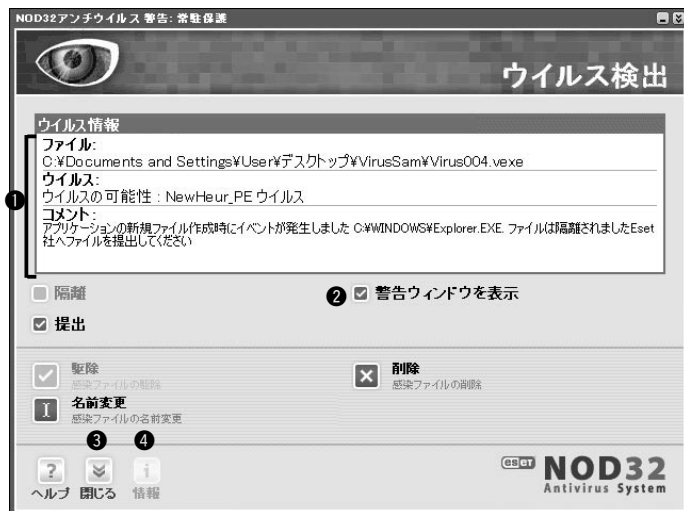 NOD32アンチウイルス 警告: 常駐保護
ウイルス検出
ウイルス情報
❶
ファイル:
C:¥Documents and Settings¥User¥デスクトップ¥VirusSam¥Virus004.vexe
ウイルス:
ウイルスの可能性 : NewHeur_PE ウイルス
コメント:
アプリケーションの新規ファイル作成時にイベントが発生しました C:¥WINDOWS¥Explorer.EXE. ファイルは隔離されましたEset
社へファイルを提出してください
隔離
❷ 警告ウィンドウを表示
提出
駆除
感染ファイルの駆除
削除
感染ファイルの削除
名前変更
感染ファイルの名前変更
❸ ❹
ヘルプ 閉じる 情報
eseT NOD32
Antivirus System